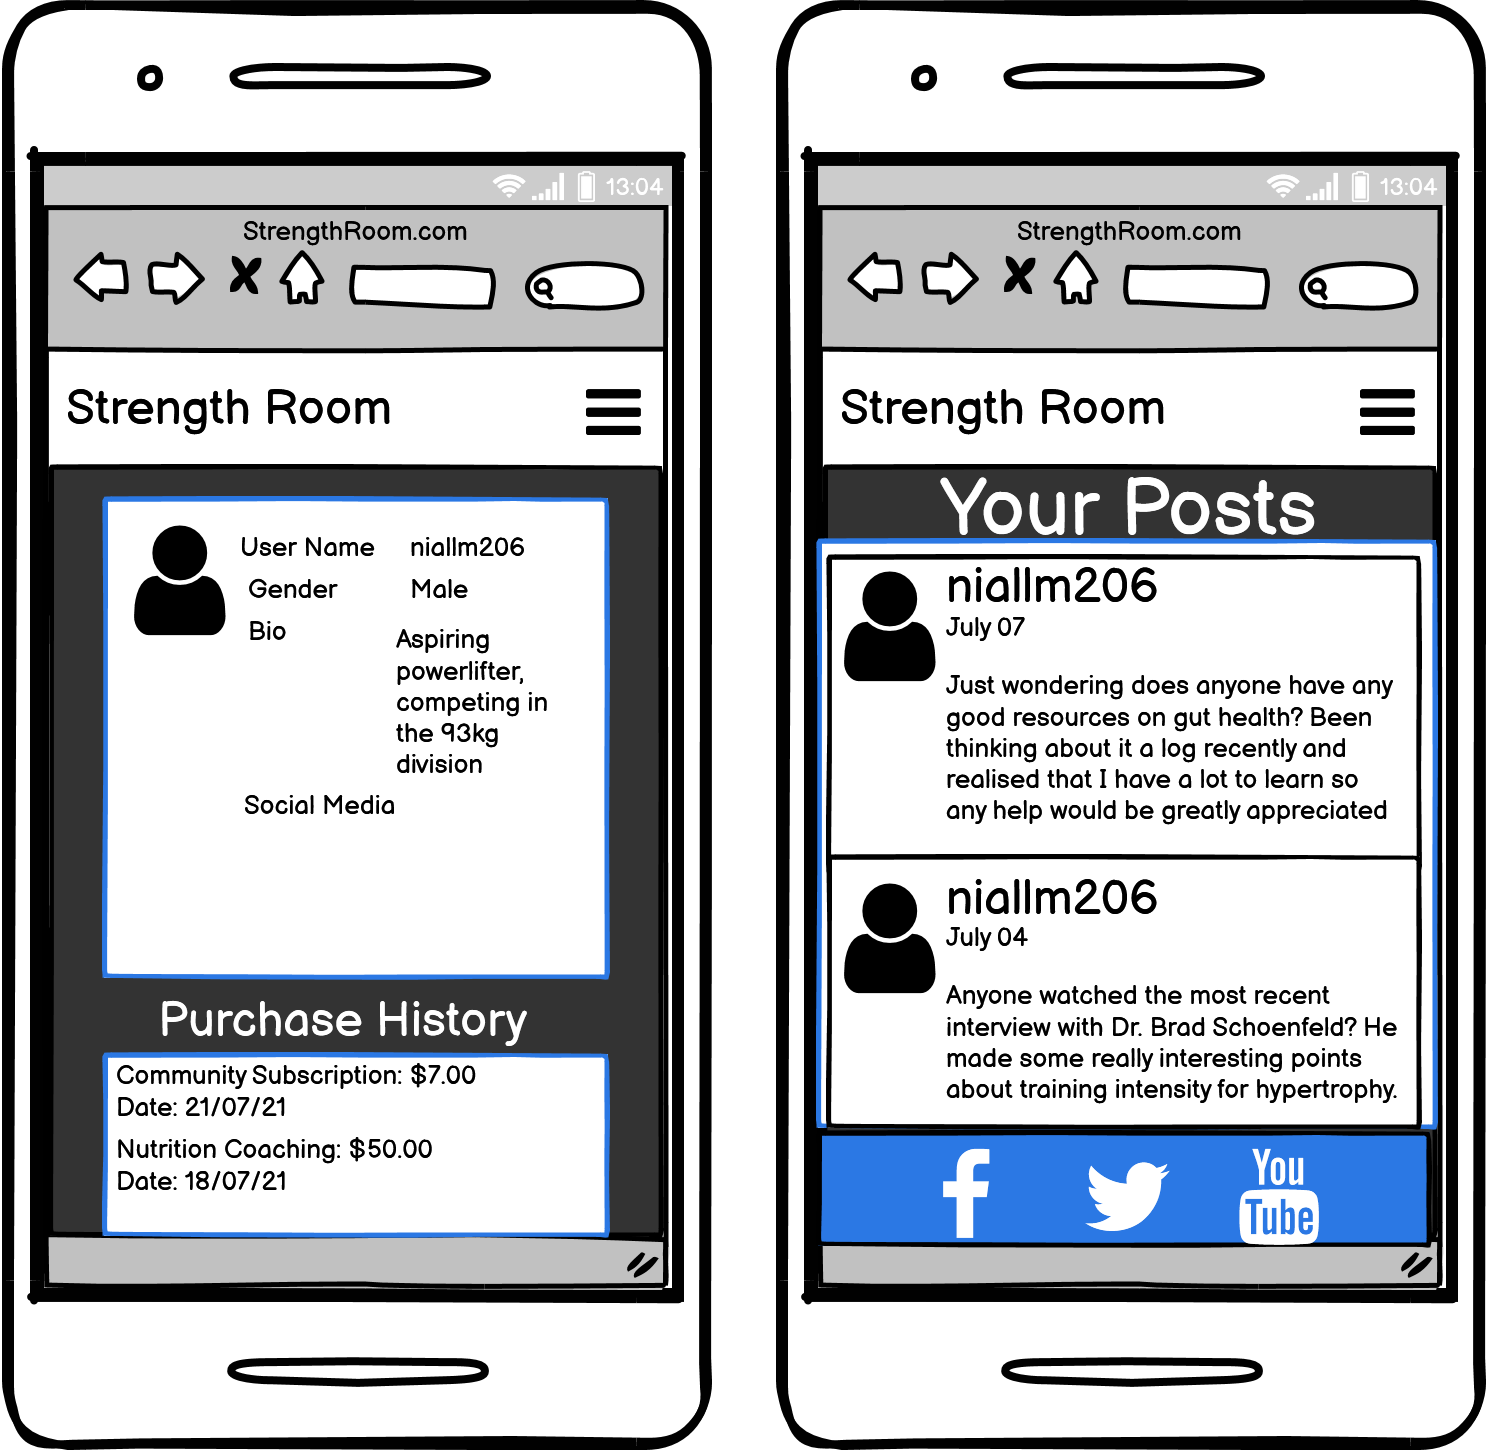 13:04
StrengthRoom.com
Strength Room
User Name niallm206
Gender Male
Bio
Aspiring
powerlifter,
competing in
the 93kg
division
Social Media
Purchase History
Community Subscription: $7.00
Date: 21/07/21
Nutrition Coaching: $50.00
Date: 18/07/21
13:04
StrengthRoom.com
Strength Room
Your Posts
niallm206
July 07
Just wondering does anyone have any
good resources on gut health? Been
thinking about it a log recently and
realised that I have a lot to learn so
any help would be greatly appreciated
niallm206
July 04
Anyone watched the most recent
interview with Dr. Brad Schoenfeld? He
made some really interesting points
about training intensity for hypertrophy.
You
Tube